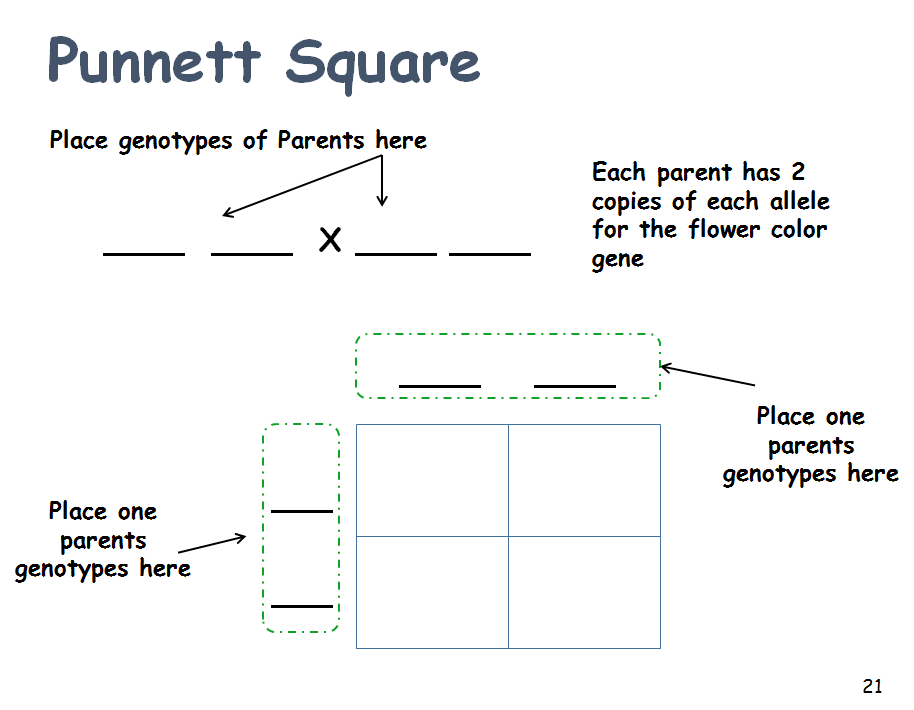 Punnett Square
Place genotypes of Parents here
Each parent has 2
copies of each allele
for the flower color
gene
X
Place one
parents
genotypes here
Place one
parents
genotypes here
21